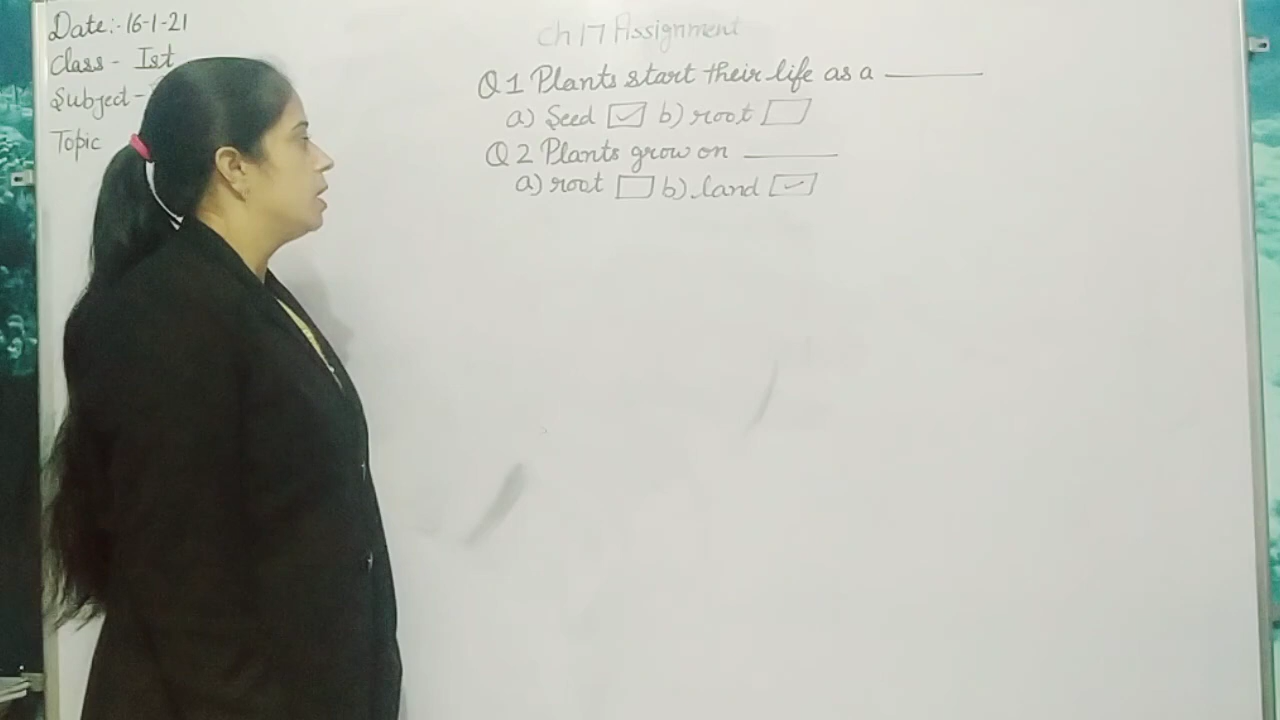 Date:-16-1-21
Class - Ist
Subject -
Topic
Ch 17 Assignment
Q 1 Plants start their life as a ______
a) Seed ☑ b) root ☐
Q 2 Plants grow on ______
a) root ☐ b) land ☑